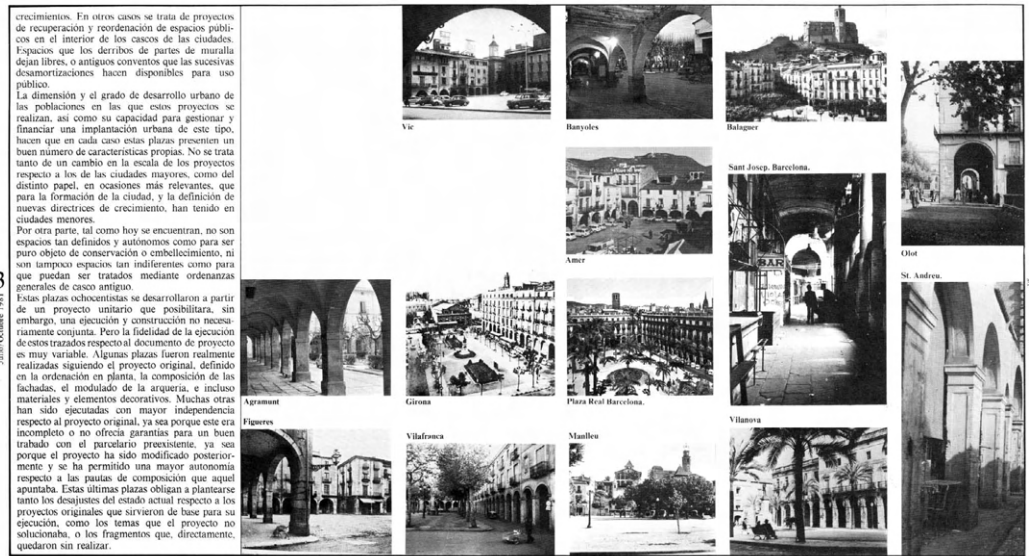 crecimientos. En otros casos se trata de proyectos
de recuperación y reordenación de espacios públi-
cos en el interior de los cascos de las ciudades.
Espacios que los derribos de partes de muralla
dejan libres, o antiguos conventos que las sucesivas
desamortizaciones hacen disponibles para uso
público.
La dimensión y el grado de desarrollo urbano de
las poblaciones en las que estos proyectos se
realizan, así como su capacidad para gestionar y
financiar una implantación urbana de este tipo,
hacen que en cada caso estas plazas presenten un
buen número de características propias. No se trata
tanto de un cambio en la escala de los proyectos
respecto a los de las ciudades mayores, como del
distinto papel, en ocasiones más relevantes, que
para la formación de la ciudad, y la definición de
nuevas directrices de crecimiento, han tenido en
ciudades menores.
Por otra parte, tal como hoy se encuentran, no son
espacios tan definidos y autónomos como para ser
puro objeto de conservación o embellecimiento, ni
son tampoco espacios tan indiferentes como para
que puedan ser tratados mediante ordenanzas
generales de casco antiguo.
Estas plazas ochocentistas se desarrollaron a partir
de un proyecto unitario que posibilitara, sin
embargo, una ejecución y construcción no necesa-
riamente conjunta. Pero la fidelidad de la ejecución
de estos trazados respecto al documento de proyecto
es muy variable. Algunas plazas fueron realmente
realizadas siguiendo el proyecto original, definido
en la ordenación en planta, la composición de las
fachadas, el modulado de la arquería, e incluso
materiales y elementos decorativos. Muchas otras
han sido ejecutadas con mayor independencia
respecto al proyecto original, ya sea porque este era
incompleto o no ofrecía garantías para un buen
trabado con el parcelario preexistente, ya sea
porque el proyecto ha sido modificado posterior-
mente y se ha permitido una mayor autonomía
respecto a las pautas de composición que aquel
apuntaba. Estas últimas plazas obligan a plantearse
tanto los desajustes del estado actual respecto a los
proyectos originales que sirvieron de base para su
ejecución, como los temas que el proyecto no
solucionaba, o los fragmentos que, directamente,
quedaron sin realizar.
Vic
Banyoles
Balaguer
Sant Josep. Barcelona.
Amer
BAR
Olot
St. Andreu.
Agramunt
Girona
Plaza Real Barcelona.
Figueres
Vilafranca
Manlleu
Vilanova